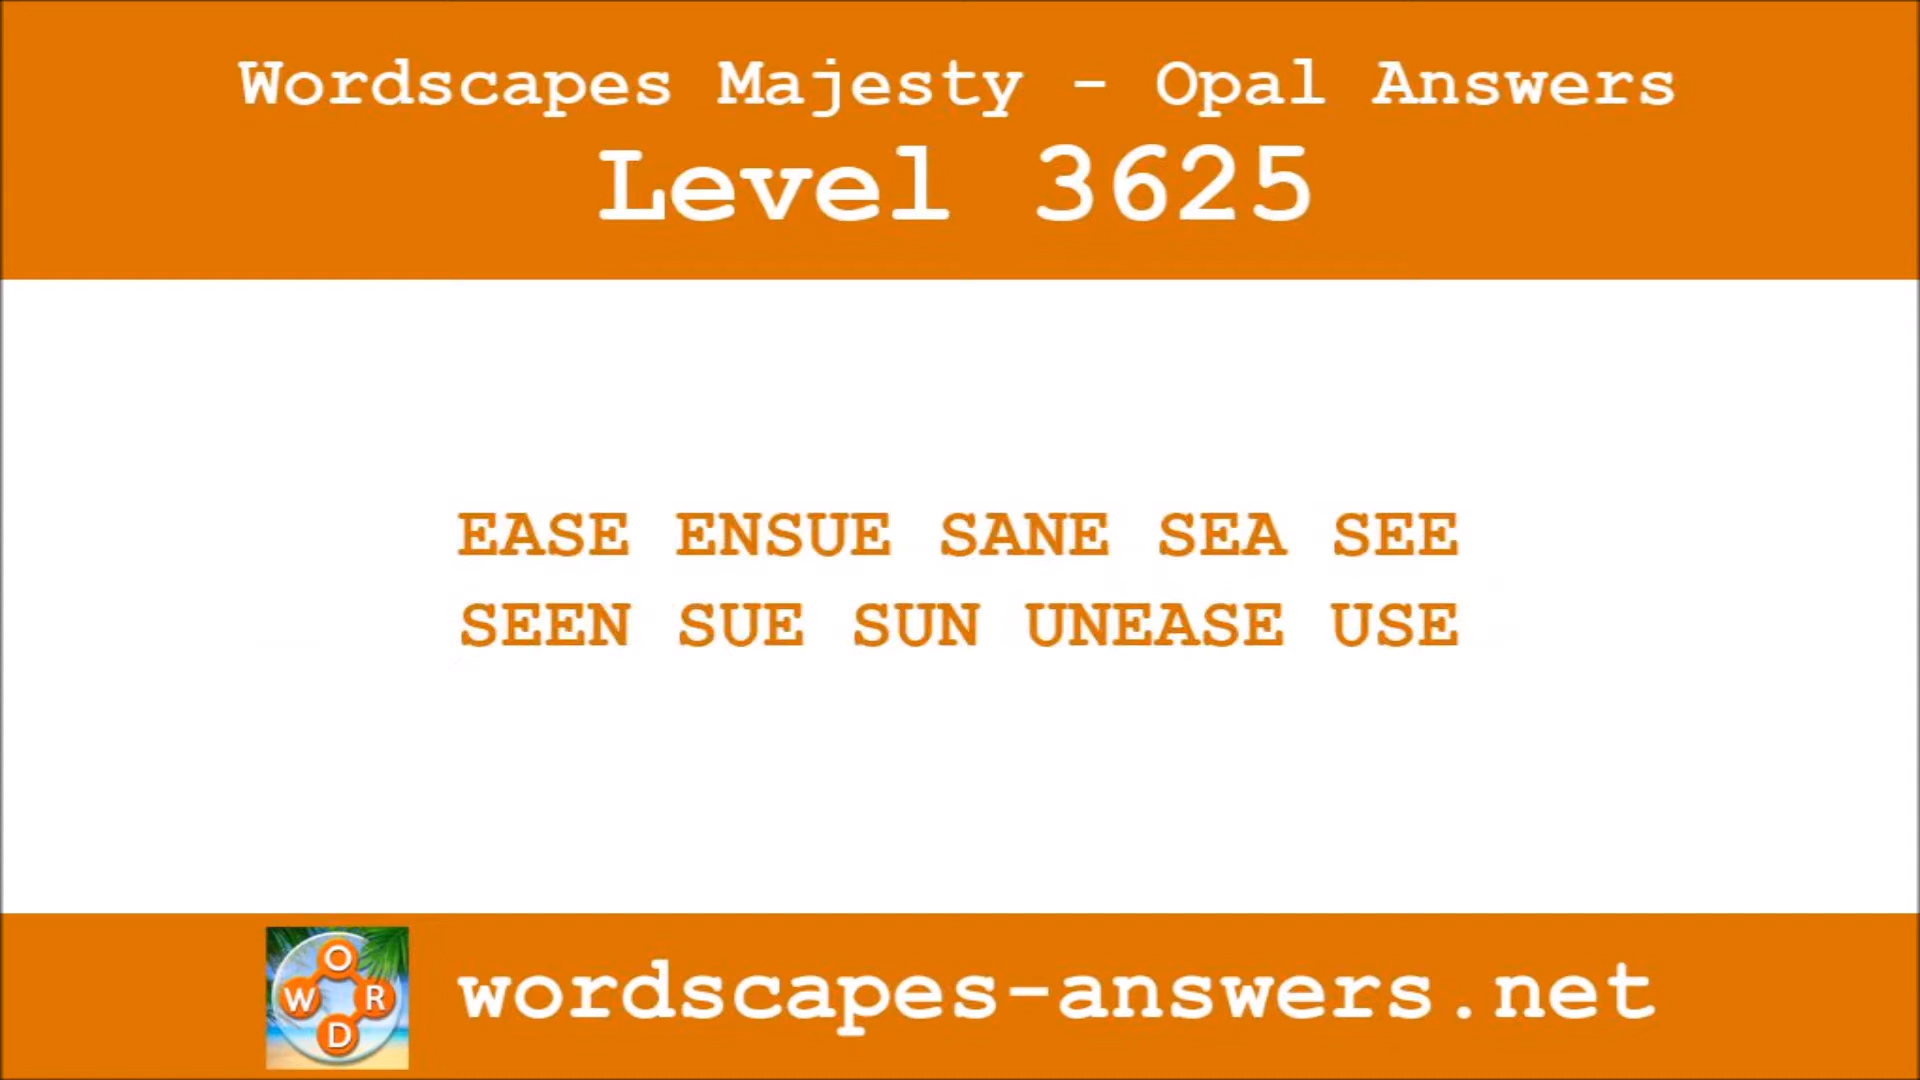 Wordscapes Majesty - Opal Answers
Level 3625
EASE ENSUE SANE SEA SEE
SEEN SUE SUN UNEASE USE
O
W R
D
wordscapes-answers.net